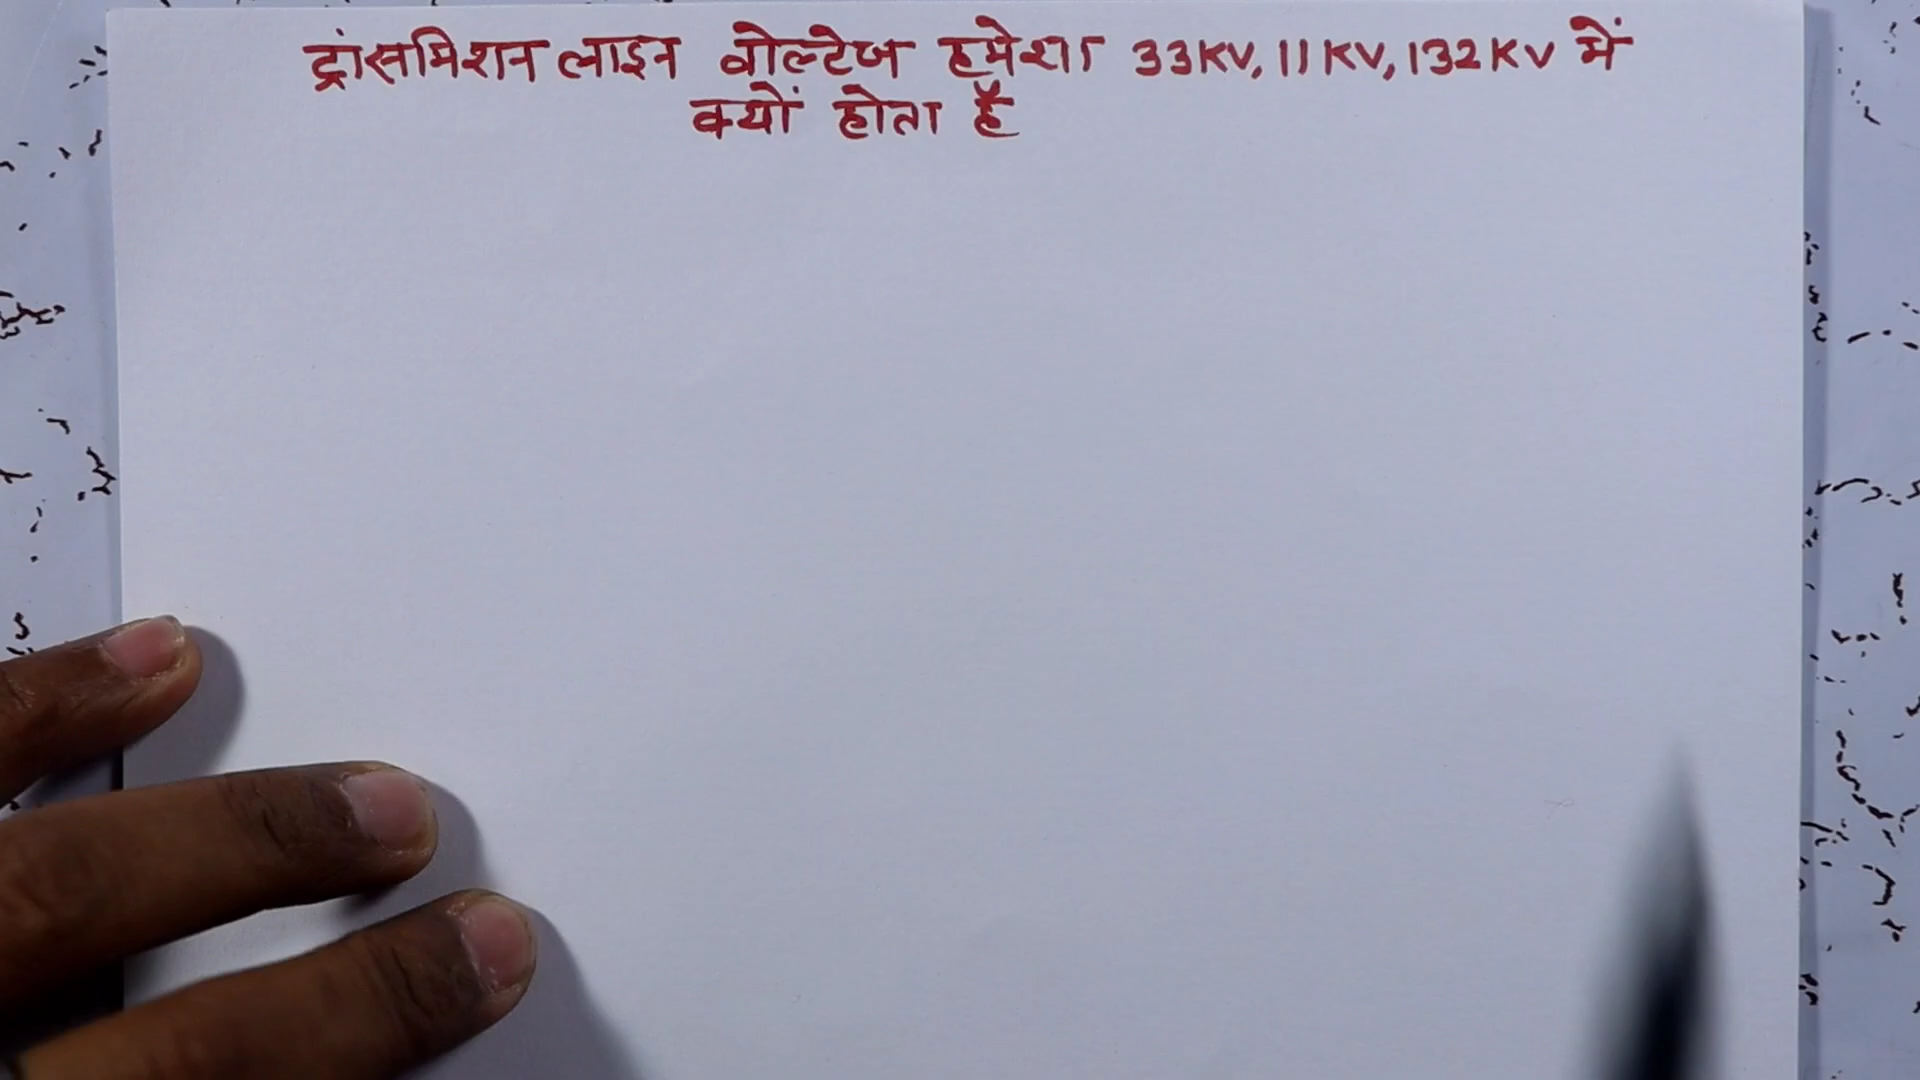 ट्रांसमिशन लाइन वोल्टेज हमेशा 33KV, 11KV, 132KV में
क्यों होता है